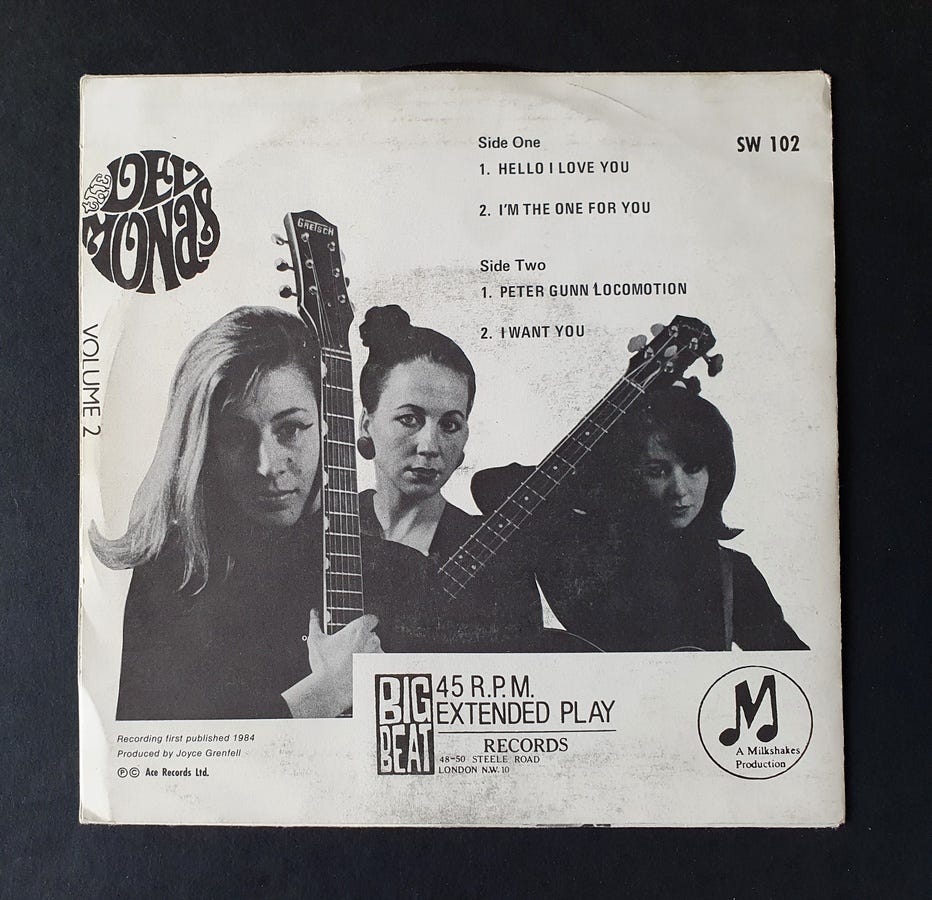 THE DEL
MONAS
VOLUME 2
GRETSCH
Side One
1. HELLO I LOVE YOU
2. I'M THE ONE FOR YOU
Side Two
1. PETER GUNN LOCOMOTION
2. I WANT YOU
SW 102
Recording first published 1984
Produced by Joyce Grenfell
Ⓟ© Ace Records Ltd.
BIG
BEAT
45 R.P.M.
EXTENDED PLAY
RECORDS
48-50 STEELE ROAD
LONDON N.W. 10
M
A Milkshakes
Production